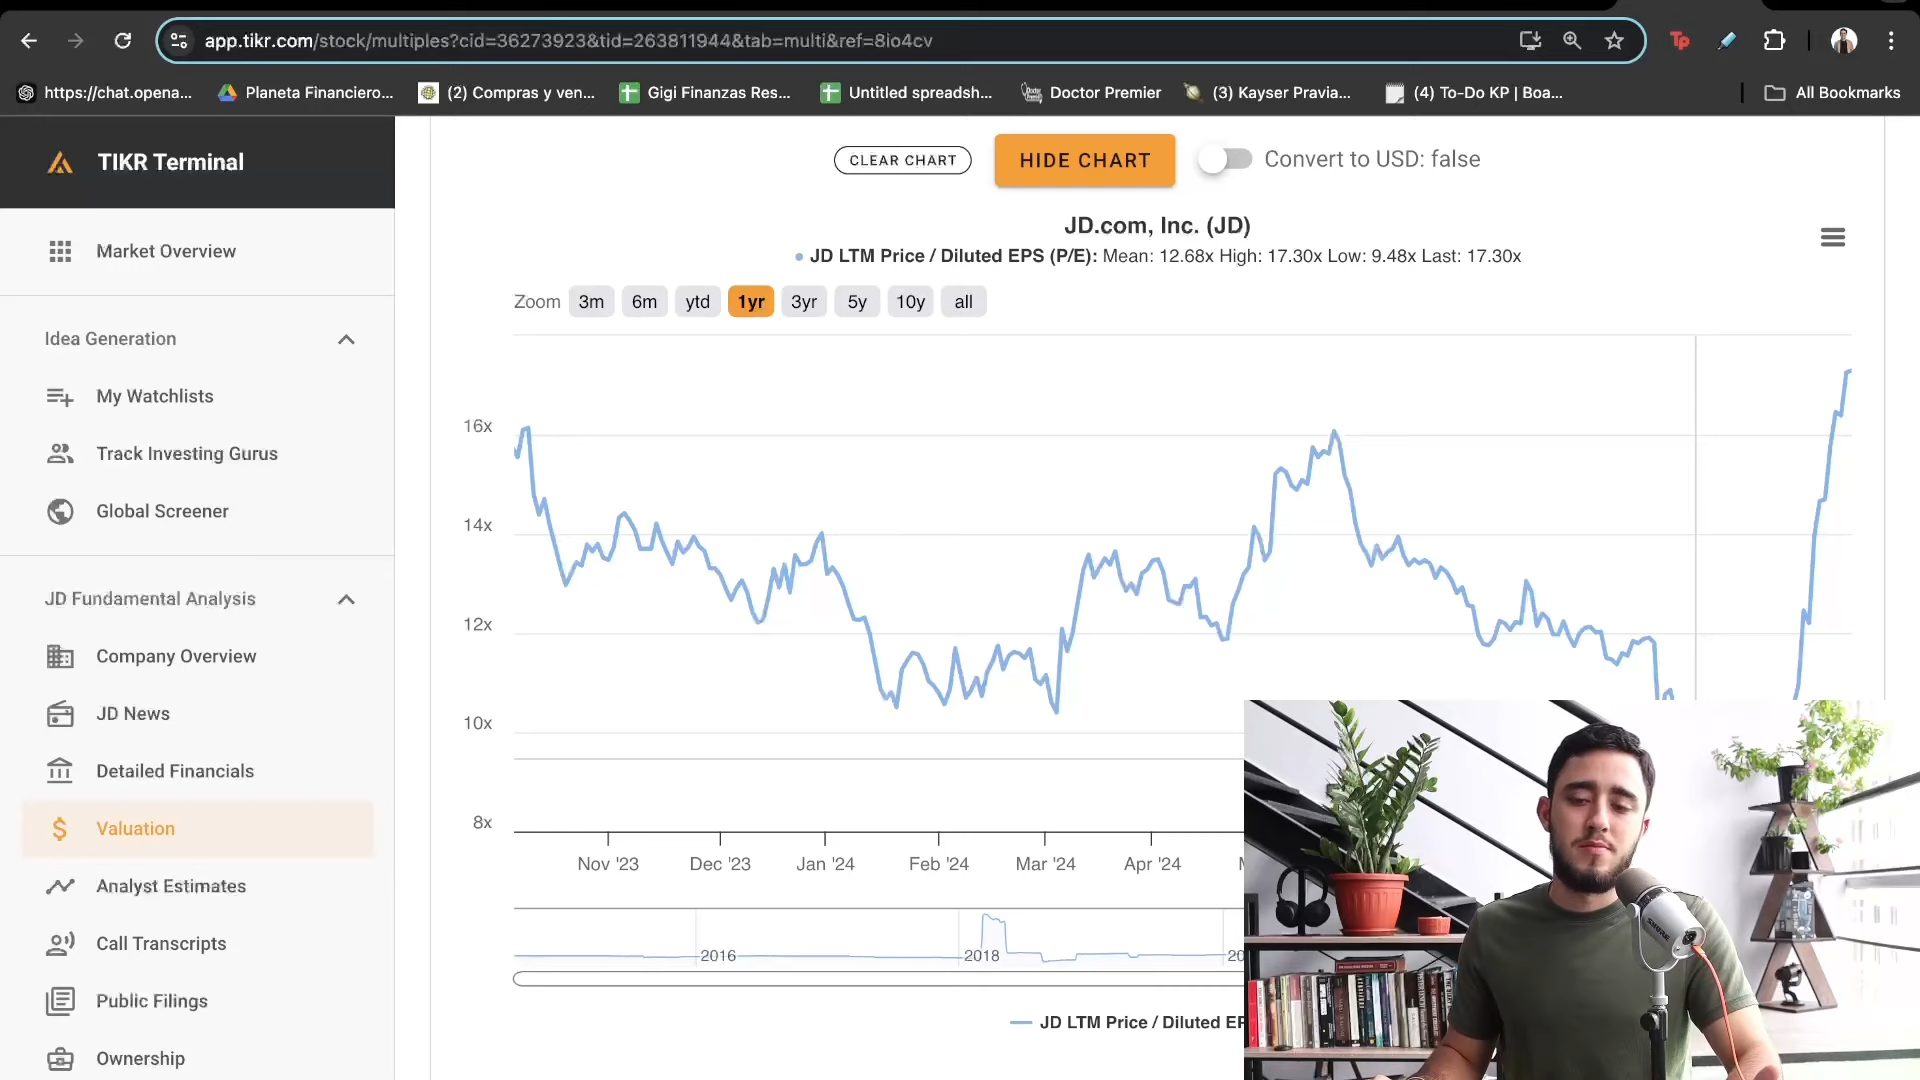 app.tikr.com/stock/multiples?cid=36273923&tid=263811944&tab=multi&ref=8io4cv
Tp
https://chat.opena...
Planeta Financiero...
(2) Compras y ven...
Gigi Finanzas Res...
Untitled spreadsh...
Doctor Premier
(3) Kayser Pravia...
(4) To-Do KP | Boa...
All Bookmarks
TIKR Terminal
Market Overview
Idea Generation
My Watchlists
Track Investing Gurus
Global Screener
JD Fundamental Analysis
Company Overview
JD News
Detailed Financials
Valuation
Analyst Estimates
Call Transcripts
Public Filings
Ownership
CLEAR CHART
HIDE CHART
Convert to USD: false
JD.com, Inc. (JD)
JD LTM Price / Diluted EPS (P/E): Mean: 12.68x High: 17.30x Low: 9.48x Last: 17.30x
Zoom 3m 6m ytd 1yr 3yr 5y 10y all
16x
14x
12x
10x
8x
Nov '23 Dec '23 Jan '24 Feb '24 Mar '24 Apr '24
2016 2018 20
JD LTM Price / Diluted EP
SHURE